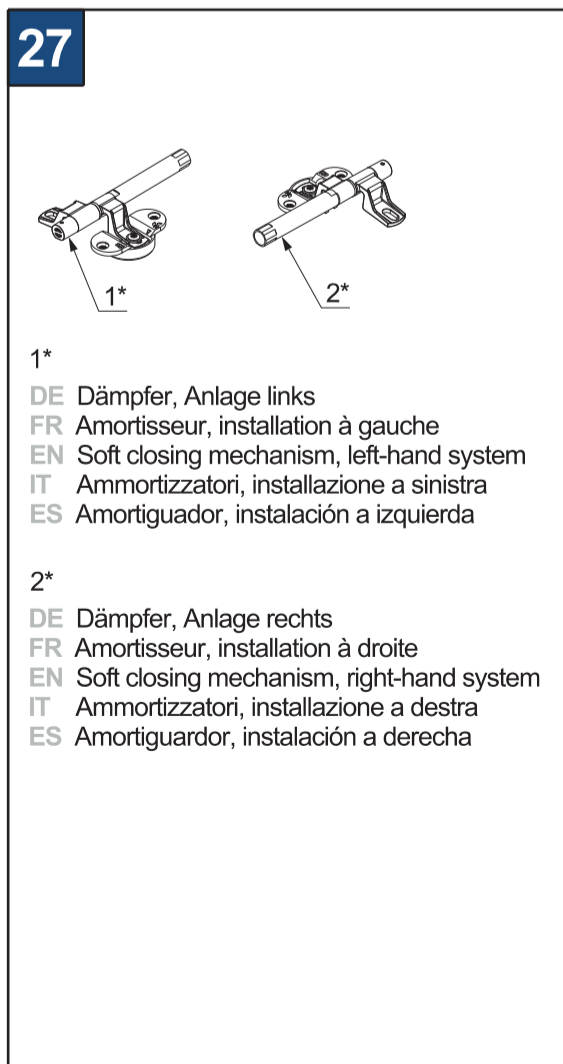 27
1* 2*
1*
DE Dämpfer, Anlage links
FR Amortisseur, installation à gauche
EN Soft closing mechanism, left-hand system
IT Ammortizzatori, installazione a sinistra
ES Amortiguador, instalación a izquierda
2*
DE Dämpfer, Anlage rechts
FR Amortisseur, installation à droite
EN Soft closing mechanism, right-hand system
IT Ammortizzatori, installazione a destra
ES Amortiguardor, instalación a derecha